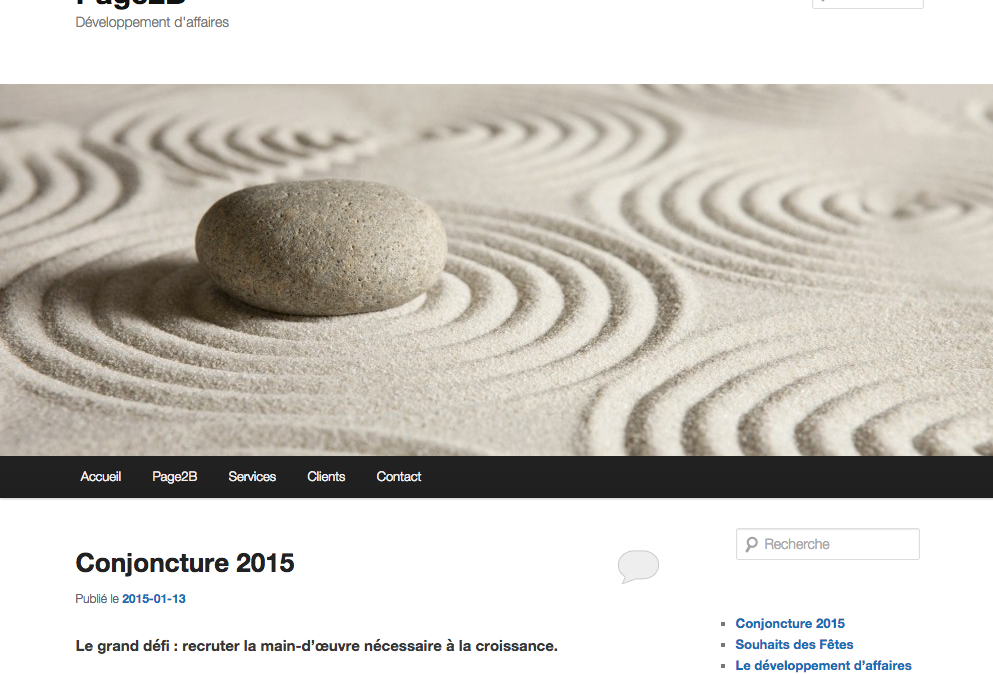 Page2B
Développement d'affaires
Accueil Page2B Services Clients Contact
Conjoncture 2015
Publié le 2015-01-13
Le grand défi : recruter la main-d’œuvre nécessaire à la croissance.
Recherche
Conjoncture 2015
Souhaits des Fêtes
Le développement d’affaires